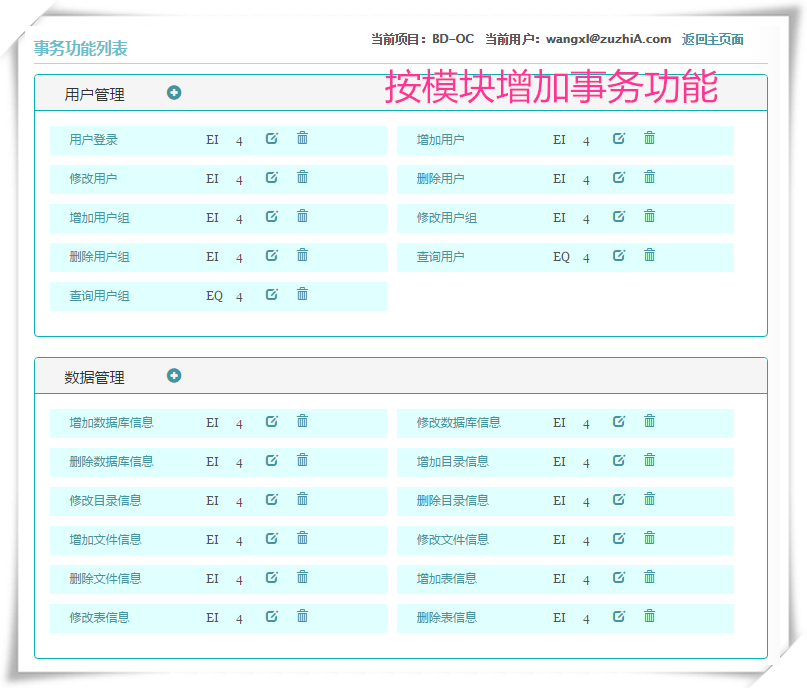 当前项目：BD-OC 当前用户：wangxl@zuzhiA.com 返回主页面
事务功能列表
用户管理
按模块增加事务功能
用户登录 EI 4 增加用户 EI 4
修改用户 EI 4 删除用户 EI 4
增加用户组 EI 4 修改用户组 EI 4
删除用户组 EI 4 查询用户 EQ 4
查询用户组 EQ 4
数据管理
增加数据库信息 EI 4 修改数据库信息 EI 4
删除数据库信息 EI 4 增加目录信息 EI 4
修改目录信息 EI 4 删除目录信息 EI 4
增加文件信息 EI 4 修改文件信息 EI 4
删除文件信息 EI 4 增加表信息 EI 4
修改表信息 EI 4 删除表信息 EI 4